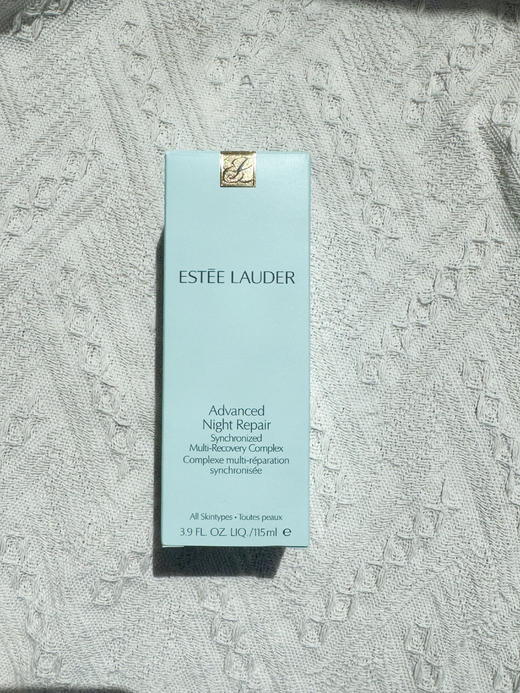 ESTĒE LAUDER
Advanced
Night Repair
Synchronized
Multi-Recovery Complex
Complexe multi-réparation
synchronisée
All Skintypes • Toutes peaux
3.9 FL. OZ. LIQ./115ml ℮